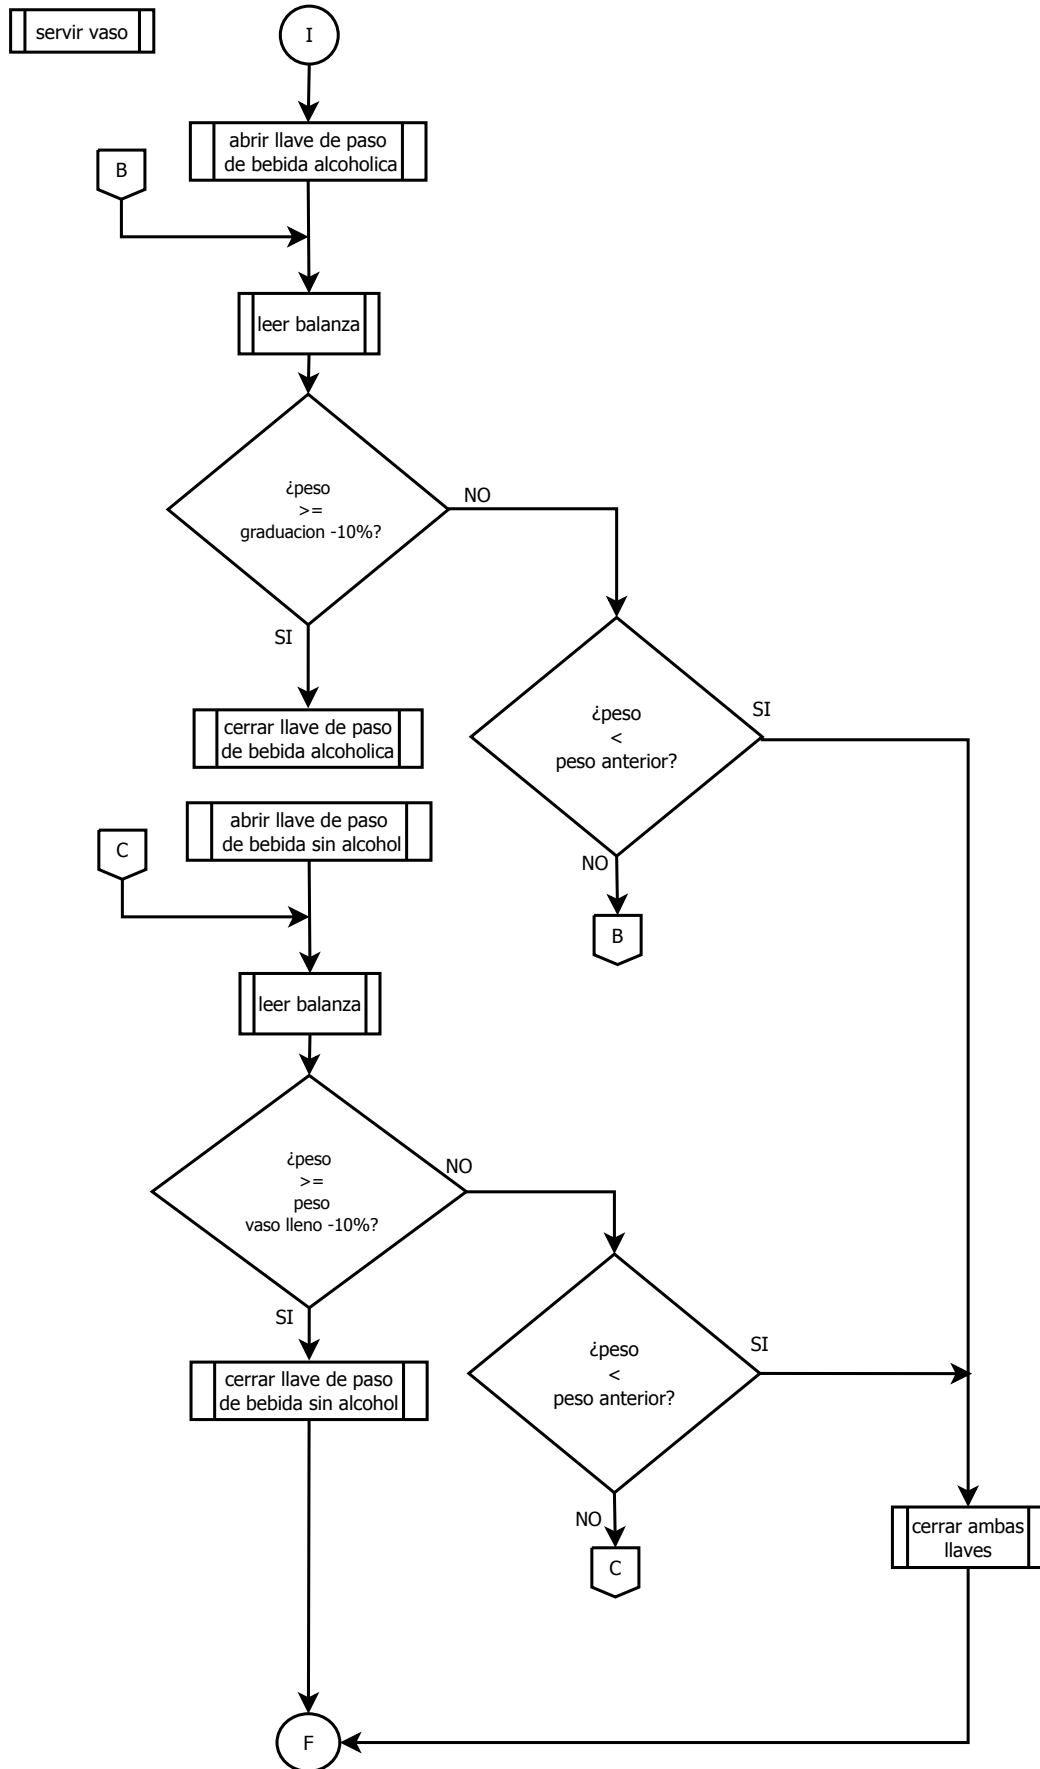 servir vaso
I
abrir llave de paso
de bebida alcoholica
B
leer balanza
¿peso
>=
graduacion -10%?
NO
SI
¿peso
<
peso anterior?
SI
NO
B
cerrar llave de paso
de bebida alcoholica
abrir llave de paso
de bebida sin alcohol
C
leer balanza
¿peso
>=
peso
vaso lleno -10%?
NO
SI
¿peso
<
peso anterior?
SI
NO
C
cerrar llave de paso
de bebida sin alcohol
cerrar ambas
llaves
F